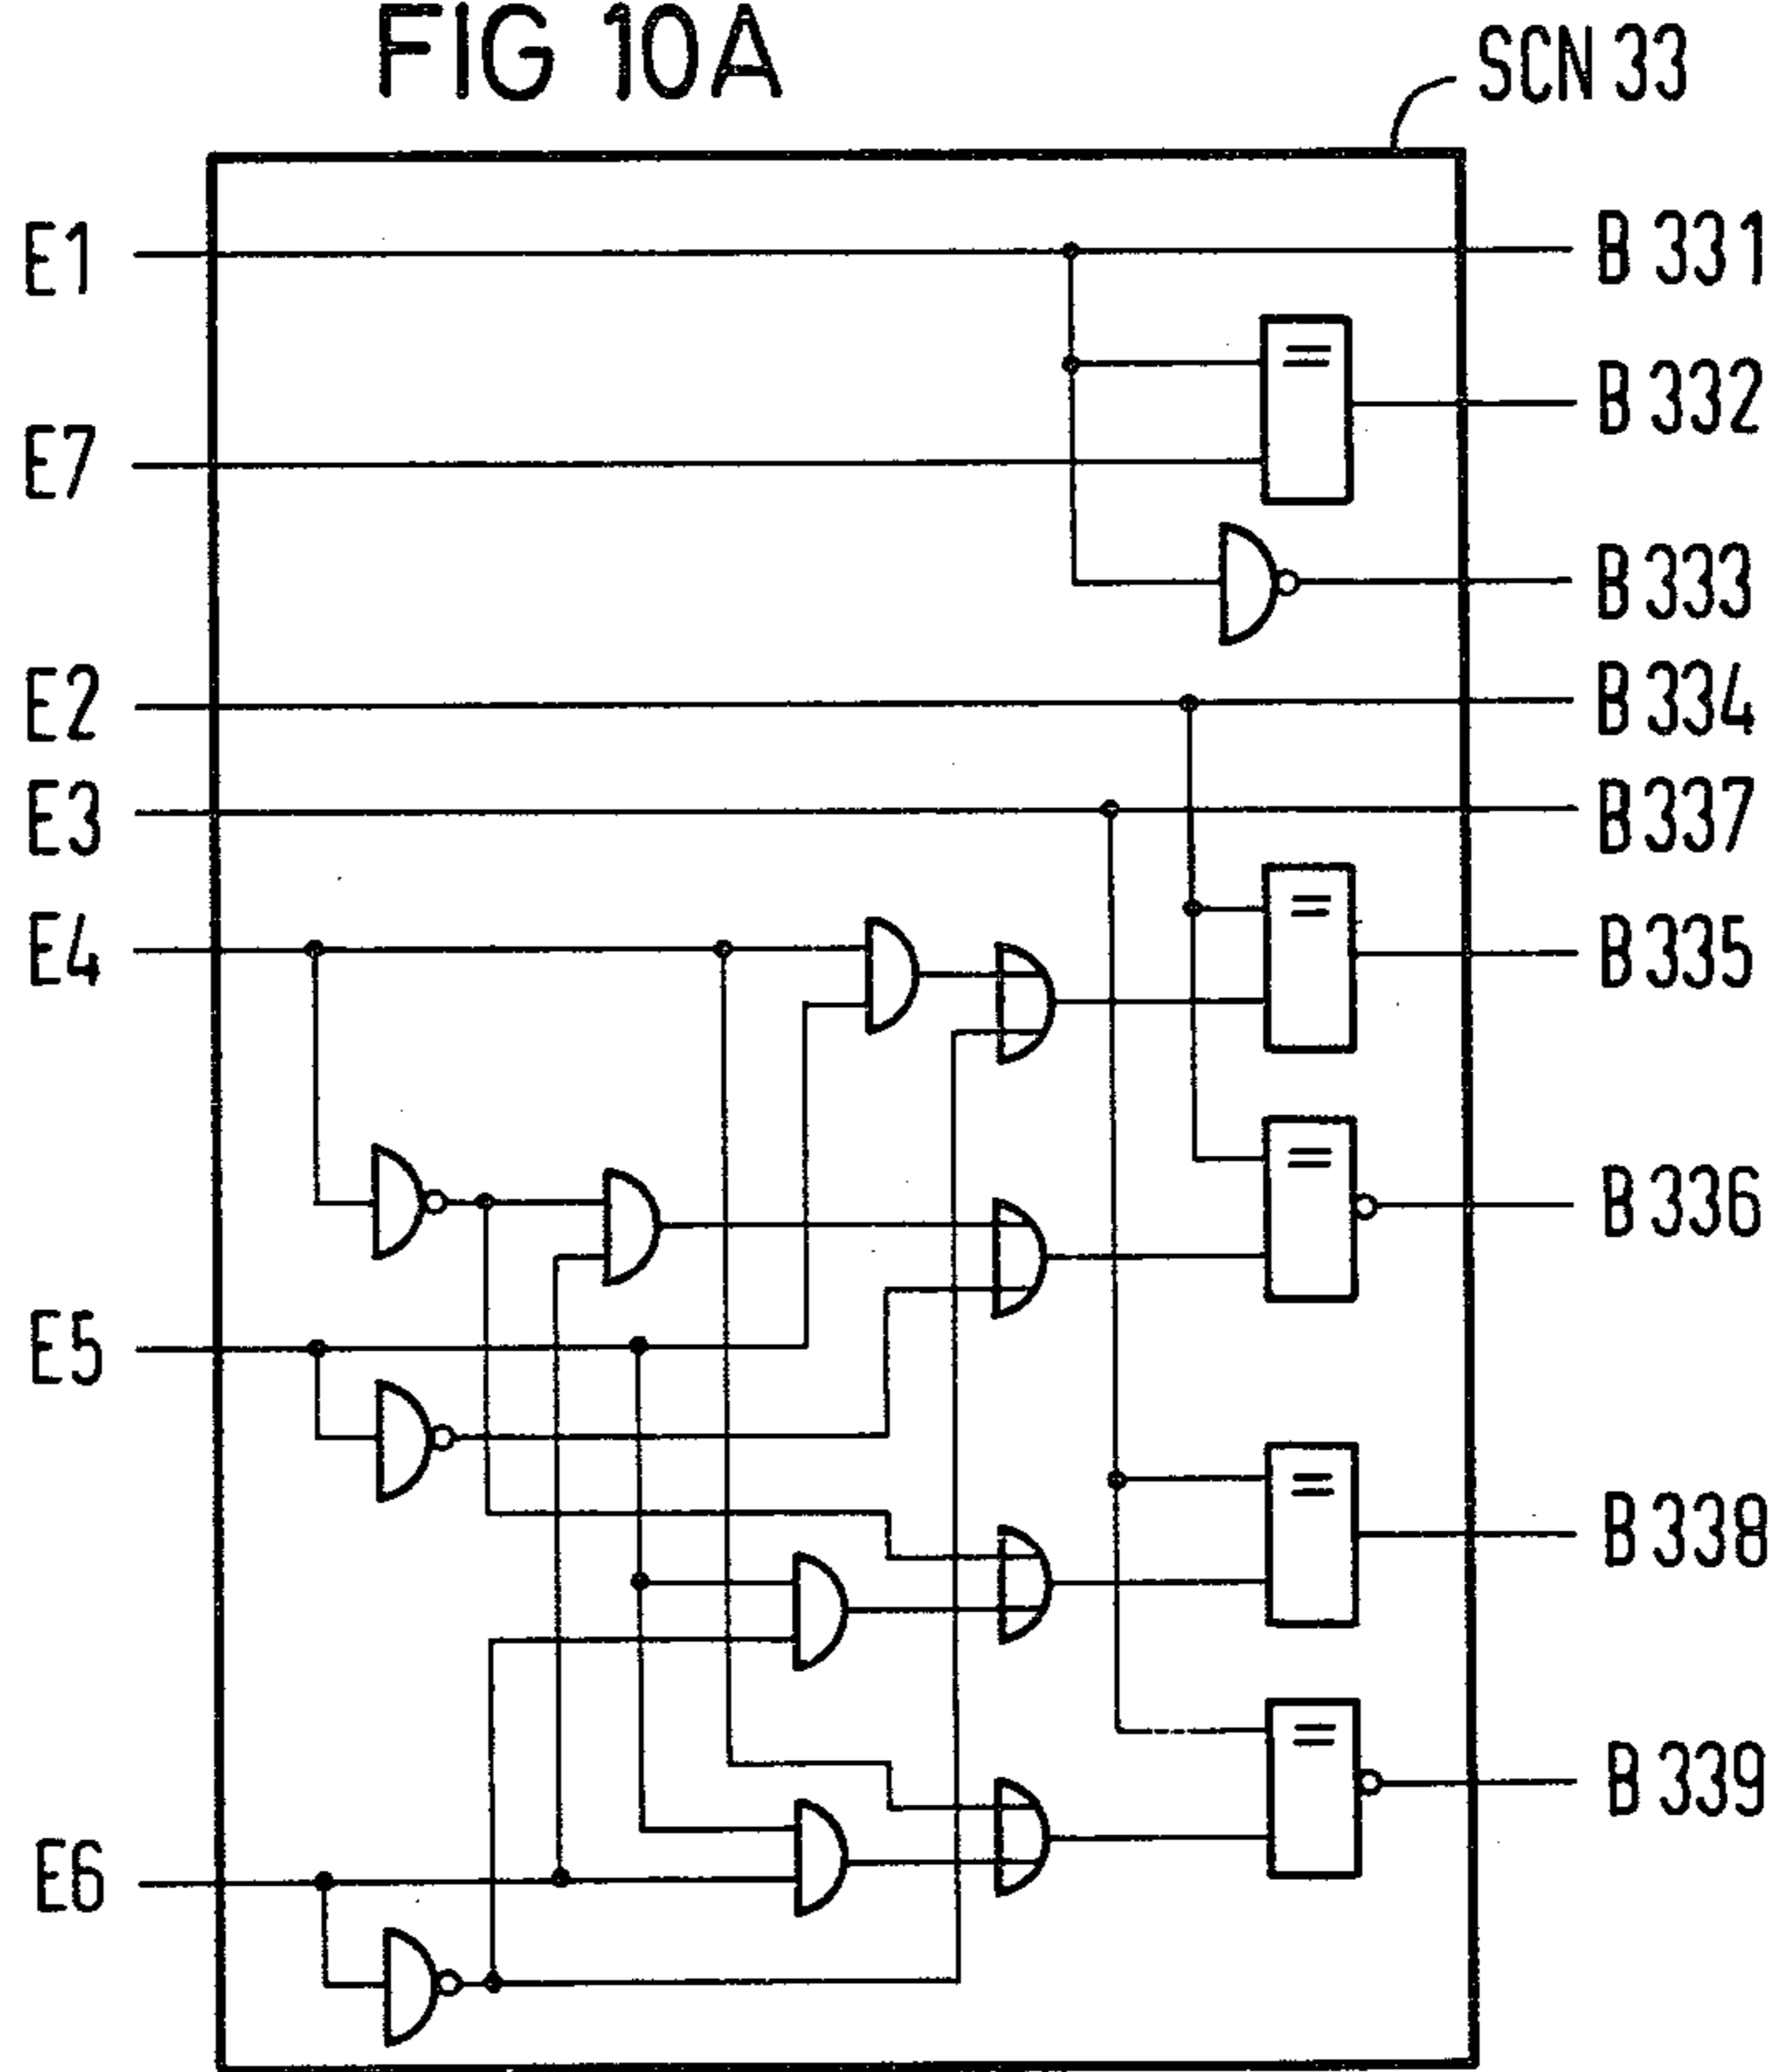 FIG 10A
SCN 33
E1
B 331
=
B 332
E7
B 333
E2
B 334
E3
B 337
=
E4
B 335
=
B 336
E5
=
B 338
=
B 339
E6